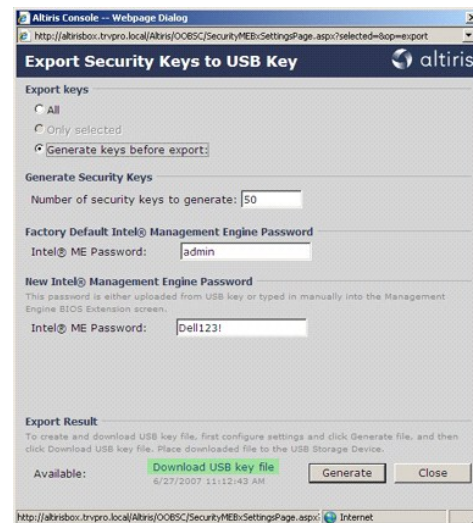 Altiris Console -- Webpage Dialog
http://altirisbox.trvpro.local/Altiris/OOBSC/SecurityMEBxSettingsPage.aspx?selected=&op=export
Export Security Keys to USB Key
altiris
Export keys
All
Only selected
Generate keys before export:
Generate Security Keys
Number of security keys to generate: 50
Factory Default Intel® Management Engine Password
Intel® ME Password: admin
New Intel® Management Engine Password
This password is either uploaded from USB key or typed in manually into the Management
Engine BIOS Extension screen.
Intel® ME Password: Dell123!
Export Result
To create and download USB key file, first configure settings and click Generate file, and then
click Download USB key file. Place downloaded file to the USB Storage Device.
Available: Download USB key file Generate Close
6/27/2007 11:12:43 AM
http://altirisbox.trvpro.local/Altiris/OOBSC/SecurityMEBxSettingsPage.aspx? Internet